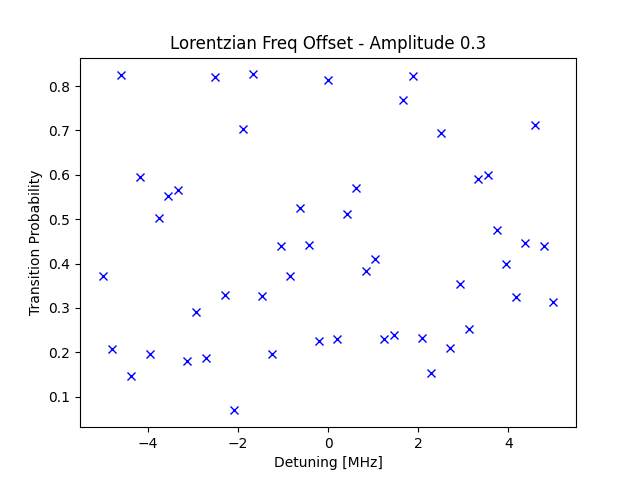 Lorentzian Freq Offset - Amplitude 0.3
Transition Probability
0.8
0.7
0.6
0.5
0.4
0.3
0.2
0.1
−4 −2 0 2 4
Detuning [MHz]